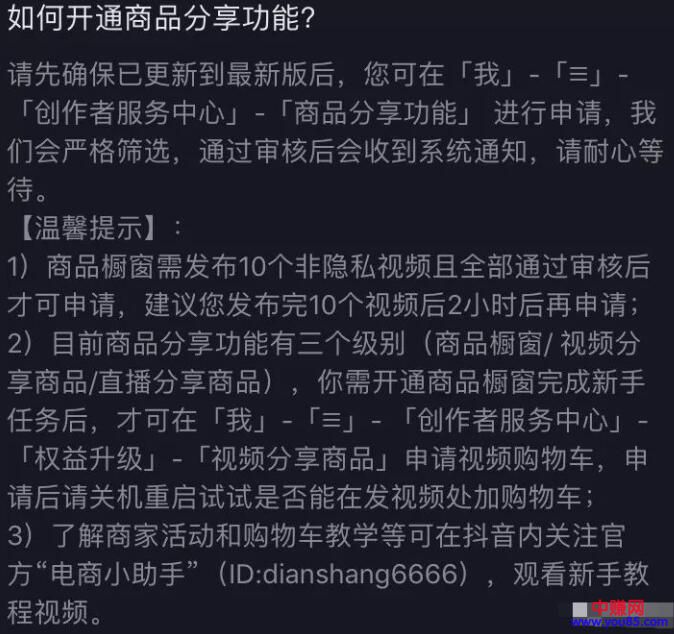 如何开通商品分享功能?
请先确保已更新到最新版后，您可在「我」-「≡」-
「创作者服务中心」-「商品分享功能」 进行申请，我
们会严格筛选，通过审核后会收到系统通知，请耐心等
待。
【温馨提示】:
1）商品橱窗需发布10个非隐私视频且全部通过审核后
才可申请，建议您发布完10个视频后2小时后再申请；
2）目前商品分享功能有三个级别（商品橱窗/ 视频分
享商品/直播分享商品），你需开通商品橱窗完成新手
任务后，才可在「我」-「≡」- 「创作者服务中心」-
「权益升级」-「视频分享商品」申请视频购物车，申
请后请关机重启试试是否能在发视频处加购物车；
3）了解商家活动和购物车教学等可在抖音内关注官
方“电商小助手”（ID:dianshang6666），观看新手教
程视频。
中赚网
www.you85.com